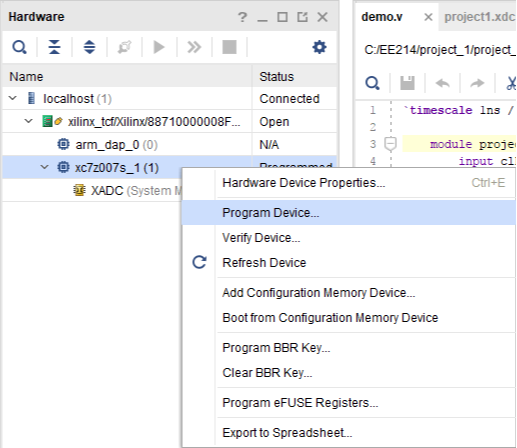 Hardware
Name Status
localhost (1) Connected
xilinx_tcf/Xilinx/88710000008F... Open
arm_dap_0 (0) N/A
xc7z007s_1 (1) Programmed
XADC (System M
Hardware Device Properties... Ctrl+E
Program Device...
Verify Device...
Refresh Device
Add Configuration Memory Device...
Boot from Configuration Memory Device
Program BBR Key...
Clear BBR Key...
Program eFUSE Registers...
Export to Spreadsheet...
demo.v project1.xdc
C:/EE214/project_1/project_
1 `timescale 1ns /
2
3 module projec
4 input cl